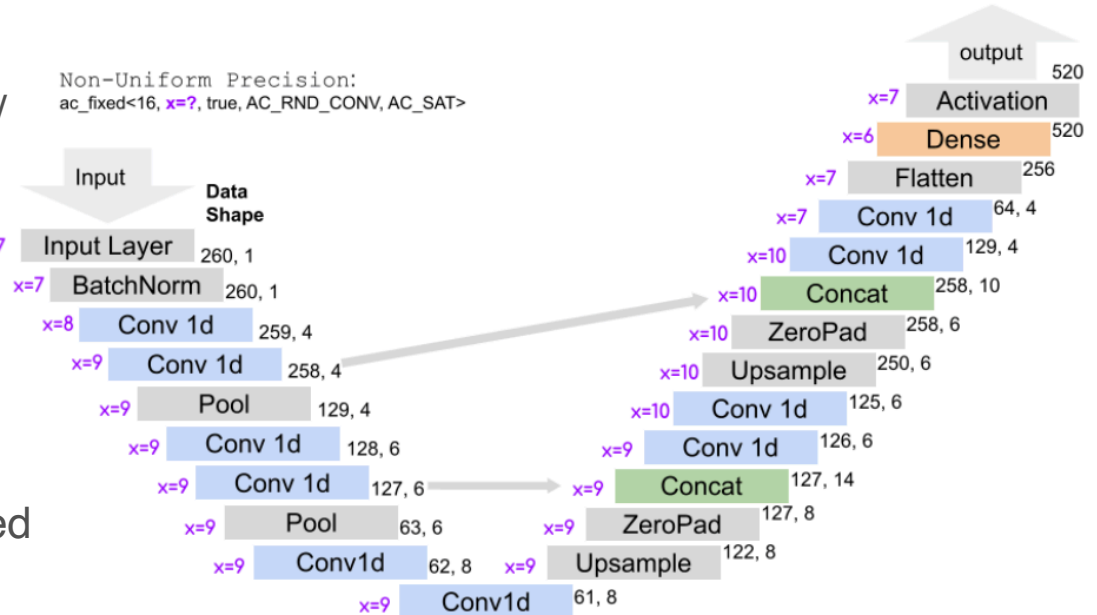 Non-Uniform Precision:
ac_fixed<16, x=?, true, AC_RND_CONV, AC_SAT>
Input
Data
Shape
Input Layer 260, 1
x=7 BatchNorm 260, 1
x=8 Conv 1d 259, 4
x=9 Conv 1d 258, 4
x=9 Pool 129, 4
x=9 Conv 1d 128, 6
x=9 Conv 1d 127, 6
x=9 Pool 63, 6
x=9 Conv1d 62, 8
x=9 Conv1d 61, 8
output
x=7 Activation 520
x=6 Dense 520
x=7 Flatten 256
x=7 Conv 1d 64, 4
x=10 Conv 1d 129, 4
x=10 Concat 258, 10
x=10 ZeroPad 258, 6
x=10 Upsample 250, 6
x=10 Conv 1d 125, 6
x=9 Conv 1d 126, 6
x=9 Concat 127, 14
x=9 ZeroPad 127, 8
x=9 Upsample 122, 8